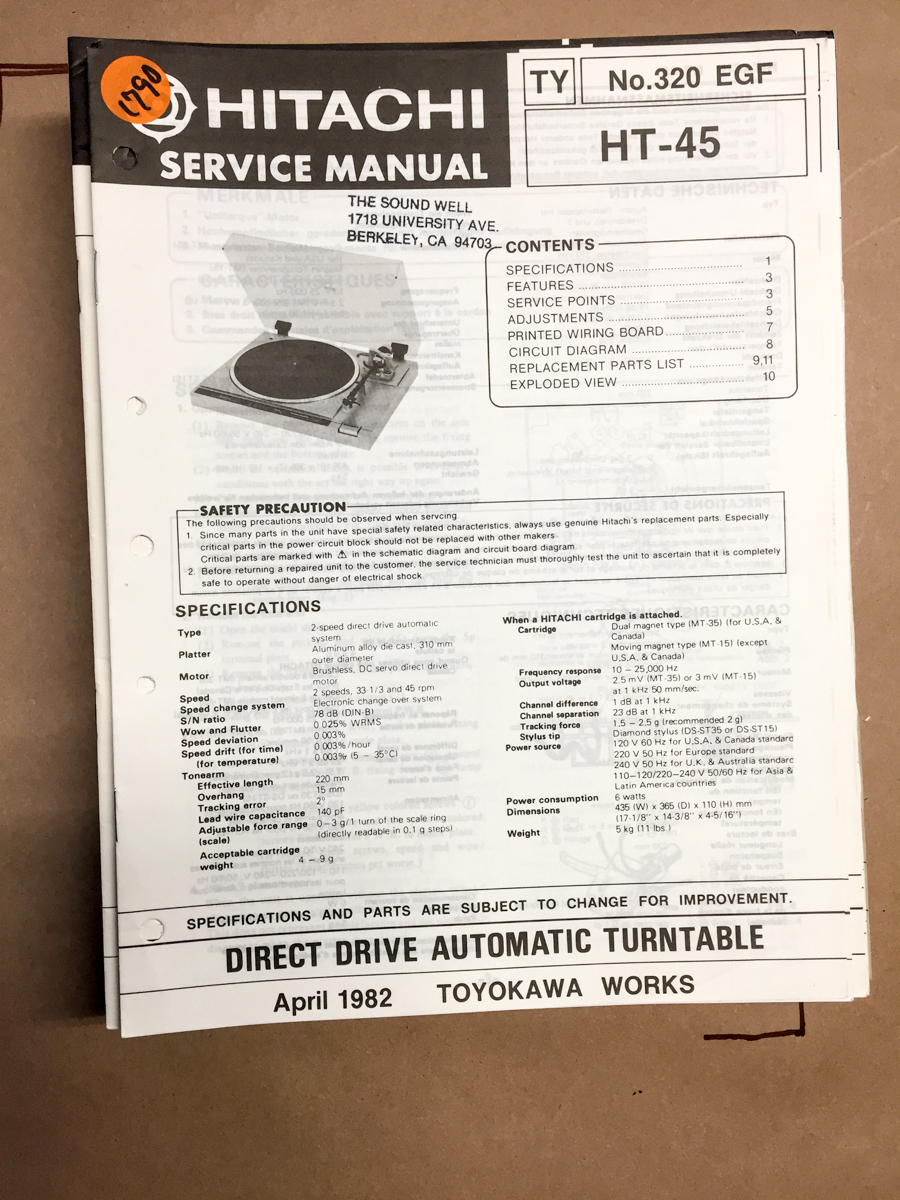 1790
HITACHI
SERVICE MANUAL
TY
No.320 EGF
HT-45
THE SOUND WELL
1718 UNIVERSITY AVE.
BERKELEY, CA 94703
CONTENTS
SPECIFICATIONS 1
FEATURES 3
SERVICE POINTS 3
ADJUSTMENTS 5
PRINTED WIRING BOARD 7
CIRCUIT DIAGRAM 8
REPLACEMENT PARTS LIST 9,11
EXPLODED VIEW 10
SAFETY PRECAUTION
The following precautions should be observed when servcing.
1. Since many parts in the unit have special safety related characteristics, always use genuine Hitachi's replacement parts. Especially
critical parts in the power circuit block should not be replaced with other makers.
Critical parts are marked with ⚠ in the schematic diagram and circuit board diagram.
2. Before returning a repaired unit to the customer, the service technician must thoroughly test the unit to ascertain that it is completely
safe to operate without danger of electrical shock.
SPECIFICATIONS
Type 2-speed direct drive automatic
system
Platter Aluminum alloy die cast, 310 mm
outer diameter
Motor Brushless, DC servo direct drive
motor
Speed 2 speeds, 33-1/3 and 45 rpm
Speed change system Electronic change over system
S/N ratio 78 dB (DIN-B)
Wow and Flutter 0.025% WRMS
Speed deviation 0.003%
Speed drift (for time) 0.003%/hour
(for temperature) 0.003% (5 – 35°C)
Tonearm
Effective length 220 mm
Overhang 15 mm
Tracking error 2°
Lead wire capacitance 140 pF
Adjustable force range 0–3 g/1 turn of the scale ring
(scale) (directly readable in 0.1 g steps)
Acceptable cartridge
weight 4 – 9 g
When a HITACHI cartridge is attached.
Cartridge Dual magnet type (MT-35) (for U.S.A, &
Canada)
Moving magnet type (MT-15) (except
U.S.A. & Canada)
Frequency response 10 – 25,000 Hz
Output voltage 2.5 mV (MT-35) or 3 mV (MT-15)
at 1 kHz 50 mm/sec.
Channel difference 1 dB at 1 kHz
Channel separation 23 dB at 1 kHz
Tracking force 1.5 – 2.5 g (recommended 2 g)
Stylus tip Diamond stylus (DS-ST35 or DS-ST15)
Power source 120 V 60 Hz for U.S.A. & Canada standard
220 V 50 Hz for Europe standard
240 V 50 Hz for U.K. & Australia standard
110–120/220–240 V 50/60 Hz for Asia &
Latin America countries
Power consumption 6 watts
Dimensions 435 (W) x 365 (D) x 110 (H) mm
(17-1/8" x 14-3/8" x 4-5/16")
Weight 5 kg (11 lbs.)
SPECIFICATIONS AND PARTS ARE SUBJECT TO CHANGE FOR IMPROVEMENT.
DIRECT DRIVE AUTOMATIC TURNTABLE
April 1982 TOYOKAWA WORKS